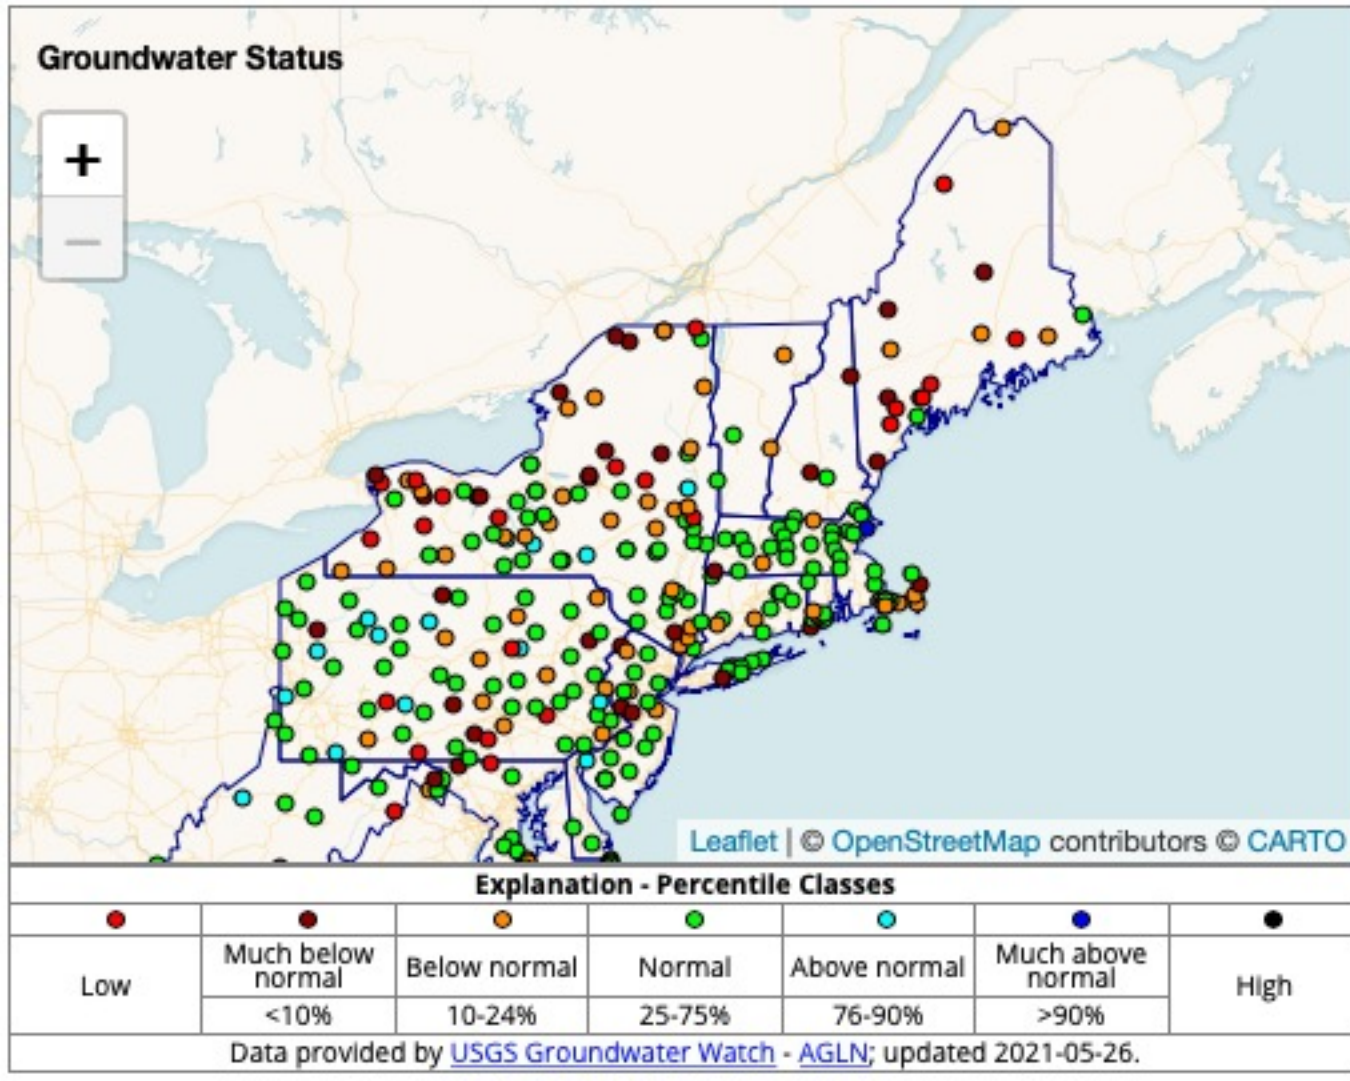 Groundwater Status
+
−
Leaflet | © OpenStreetMap contributors © CARTO
Explanation - Percentile Classes
Low
Much below normal
<10%
Below normal
10-24%
Normal
25-75%
Above normal
76-90%
Much above normal
>90%
High
Data provided by USGS Groundwater Watch - AGLN; updated 2021-05-26.